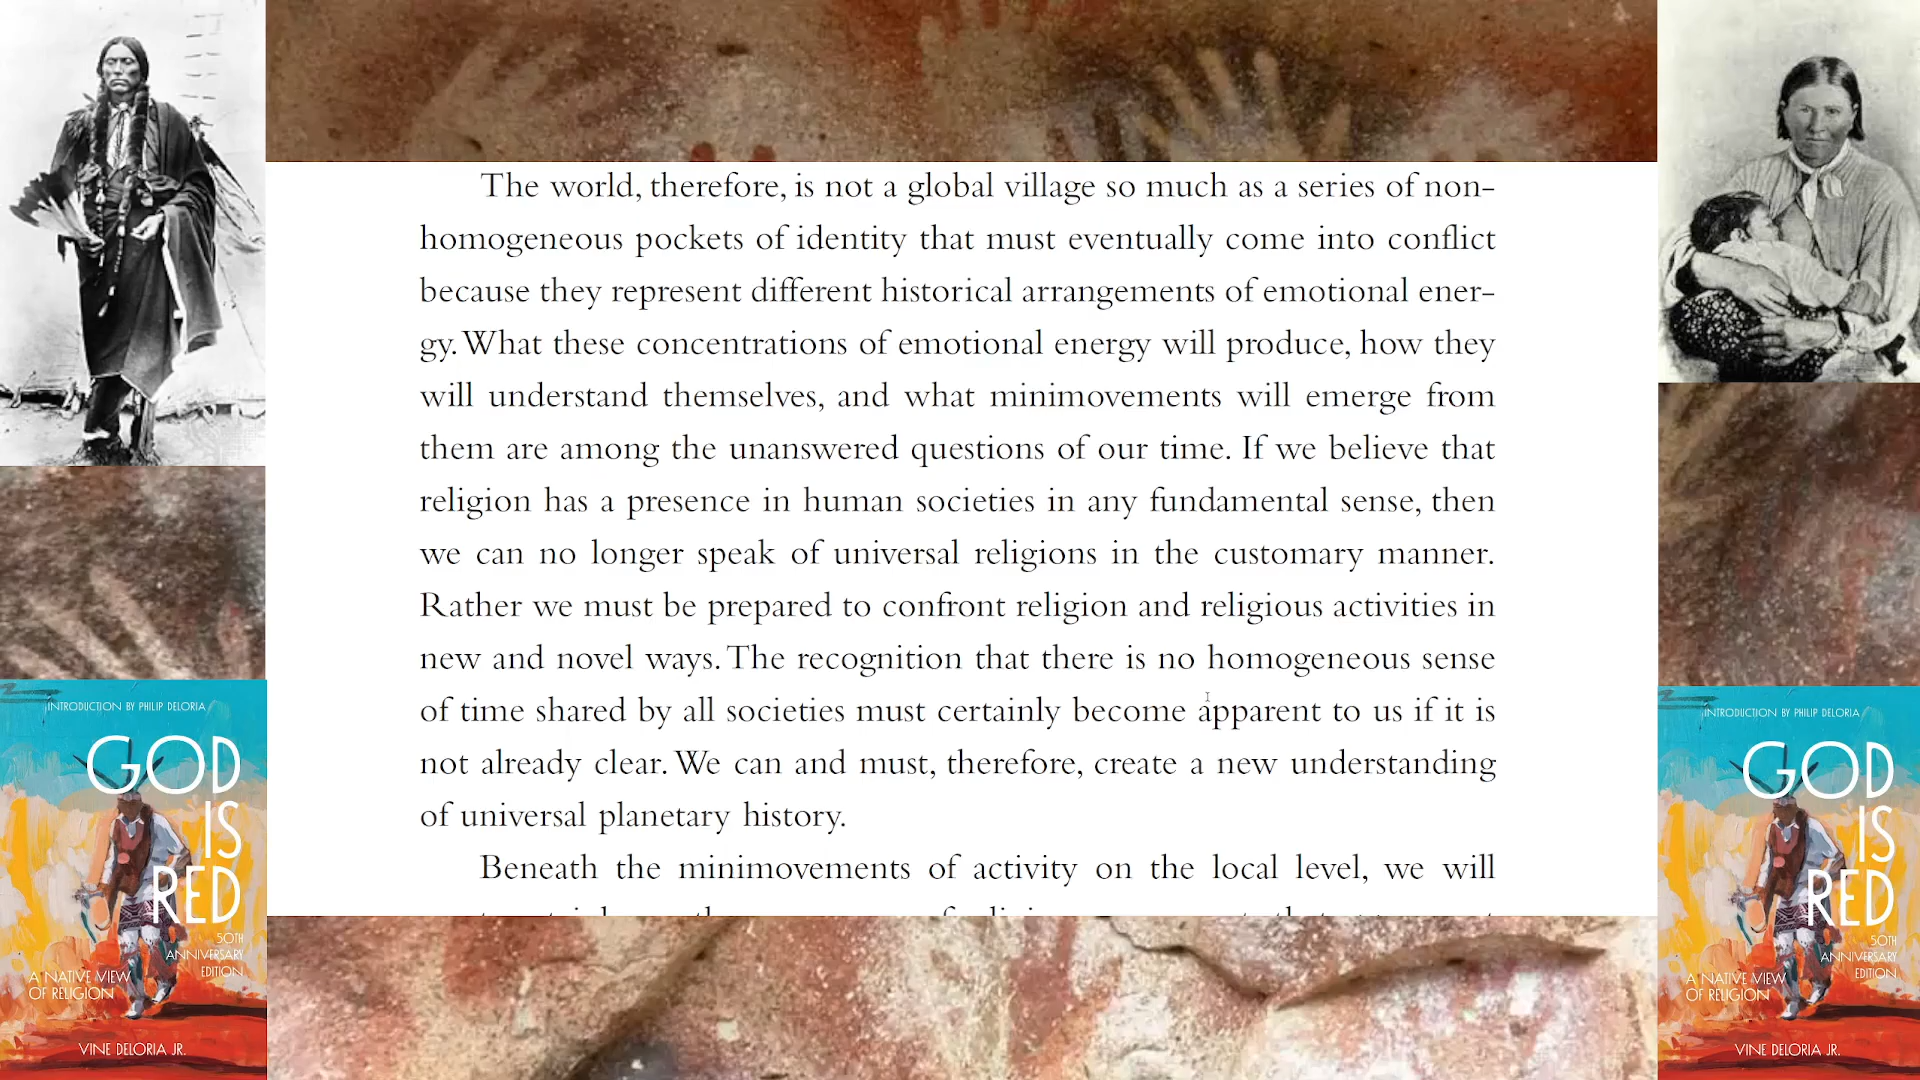 The world, therefore, is not a global village so much as a series of non-
homogeneous pockets of identity that must eventually come into conflict
because they represent different historical arrangements of emotional ener-
gy. What these concentrations of emotional energy will produce, how they
will understand themselves, and what minimovements will emerge from
them are among the unanswered questions of our time. If we believe that
religion has a presence in human societies in any fundamental sense, then
we can no longer speak of universal religions in the customary manner.
Rather we must be prepared to confront religion and religious activities in
new and novel ways. The recognition that there is no homogeneous sense
of time shared by all societies must certainly become apparent to us if it is
not already clear. We can and must, therefore, create a new understanding
of universal planetary history.
Beneath the minimovements of activity on the local level, we will
INTRODUCTION BY PHILIP DELORIA
GOD
IS
RED
50TH
ANNIVERSARY
EDITION
A NATIVE VIEW
OF RELIGION
VINE DELORIA JR.
INTRODUCTION BY PHILIP DELORIA
GOD
IS
RED
50TH
ANNIVERSARY
EDITION
A NATIVE VIEW
OF RELIGION
VINE DELORIA JR.